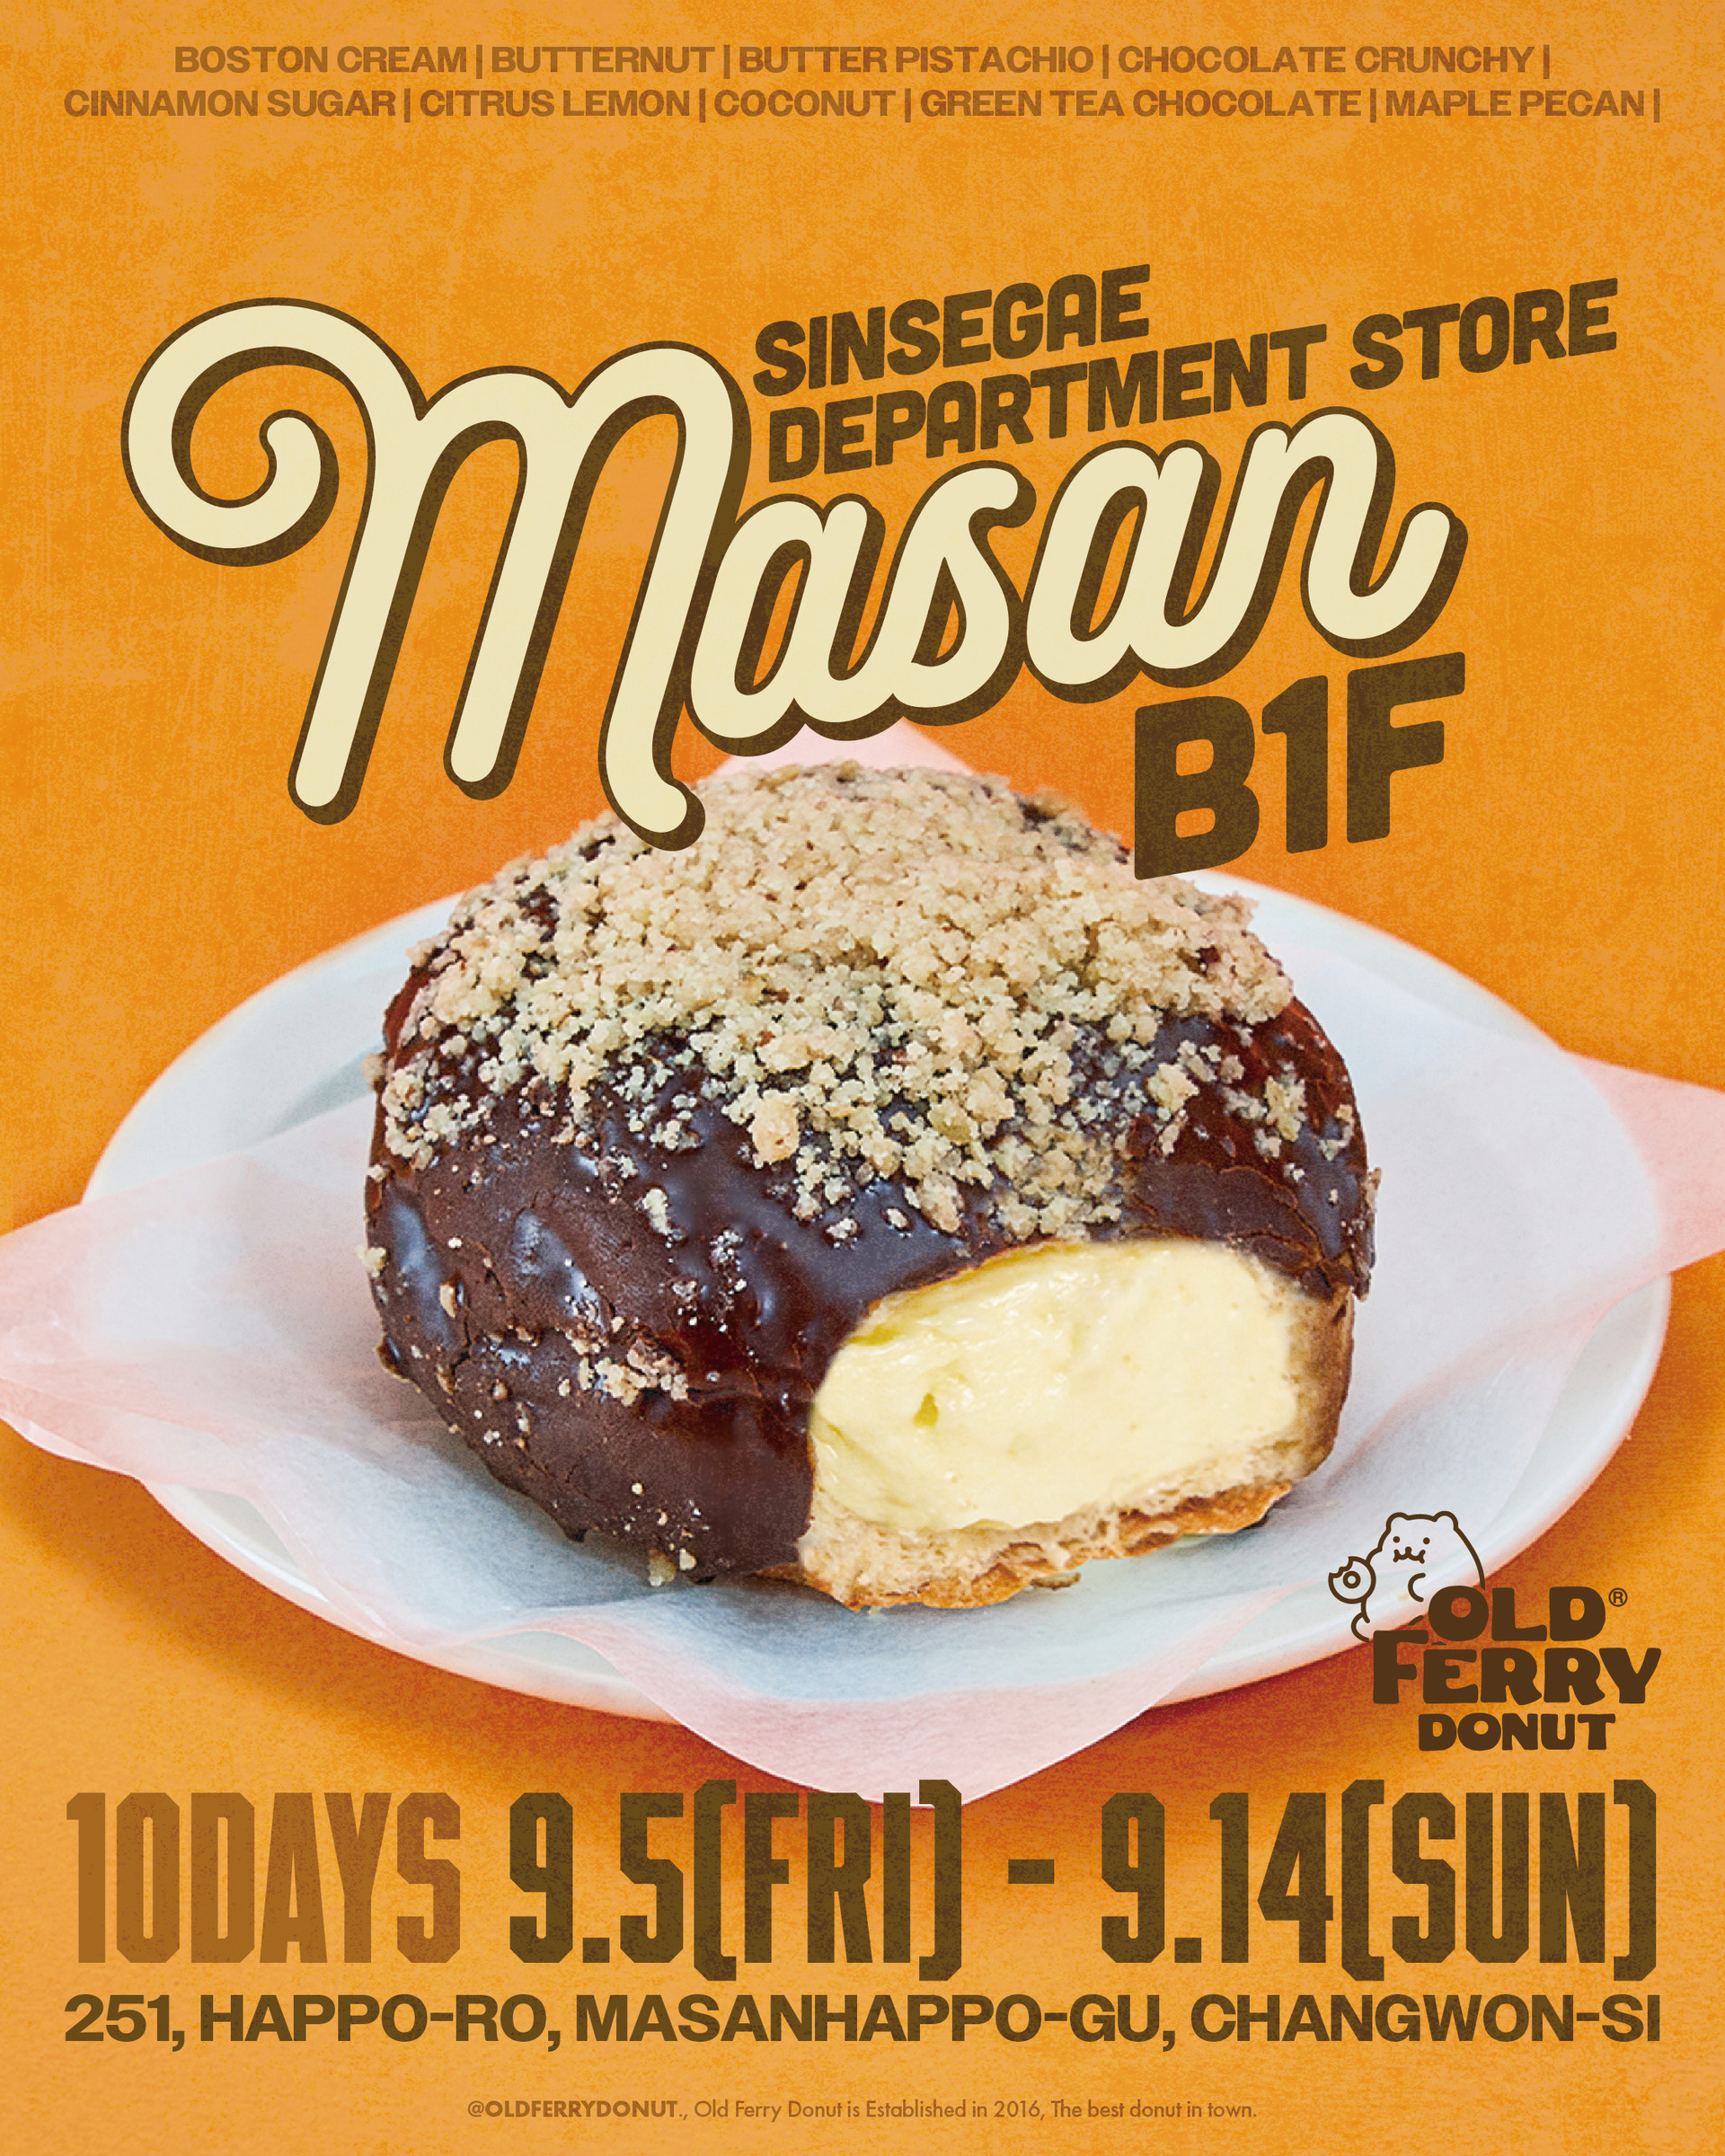 BOSTON CREAM | BUTTERNUT | BUTTER PISTACHIO | CHOCOLATE CRUNCHY |
CINNAMON SUGAR | CITRUS LEMON | COCONUT | GREEN TEA CHOCOLATE | MAPLE PECAN |
SINSEGAE
DEPARTMENT STORE
Masan
B1F
OLD®
FERRY
DONUT
10DAYS 9.5(FRI) - 9.14(SUN)
251, HAPPO-RO, MASANHAPPO-GU, CHANGWON-SI
@OLDFERRYDONUT., Old Ferry Donut is Established in 2016, The best donut in town.